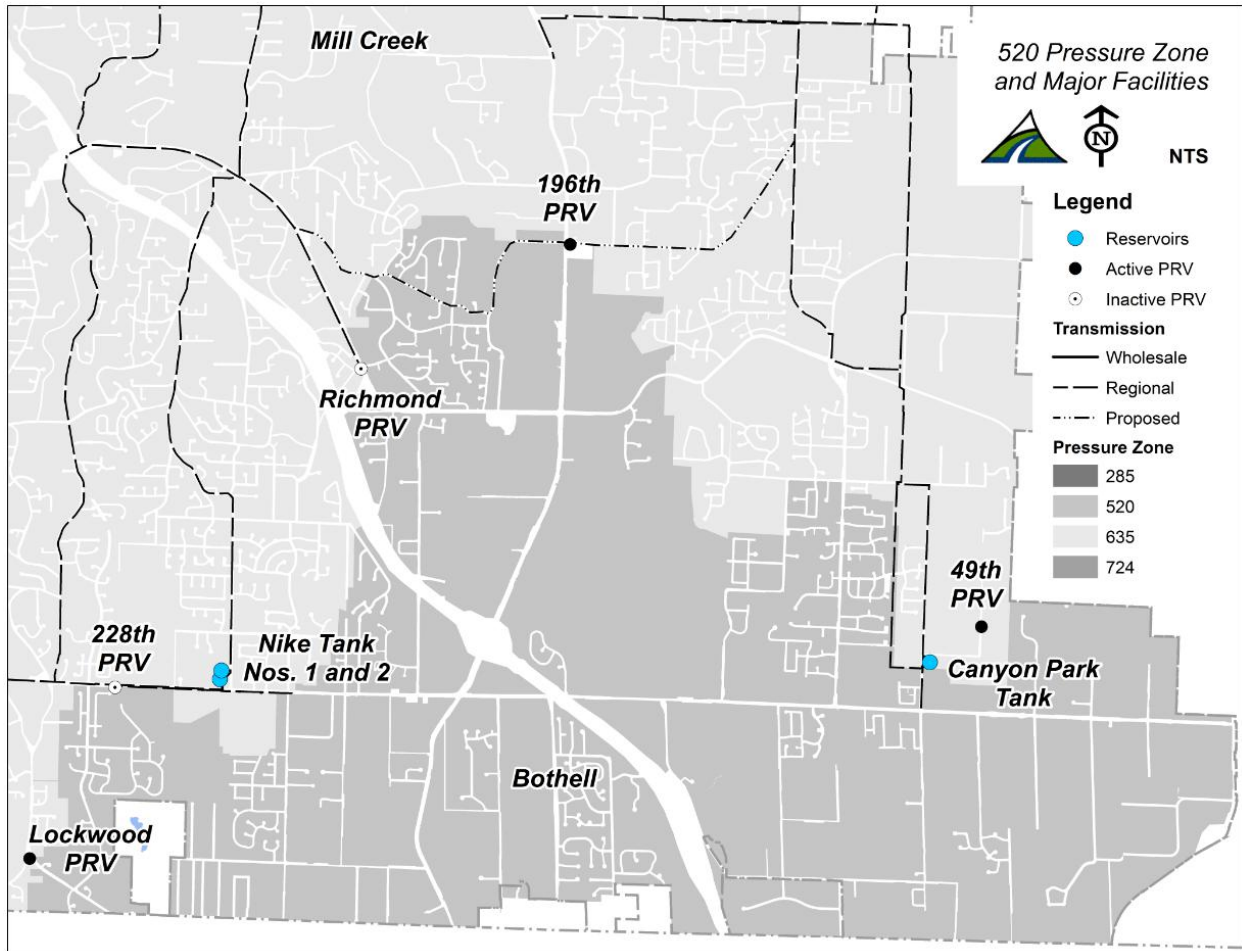 Mill Creek
520 Pressure Zone
and Major Facilities
N
NTS
196th
PRV
Legend
Reservoirs
Active PRV
Inactive PRV
Transmission
Wholesale
Regional
Proposed
Pressure Zone
285
520
635
724
Richmond
PRV
49th
PRV
228th
PRV
Nike Tank
Nos. 1 and 2
Canyon Park
Tank
Bothell
Lockwood
PRV